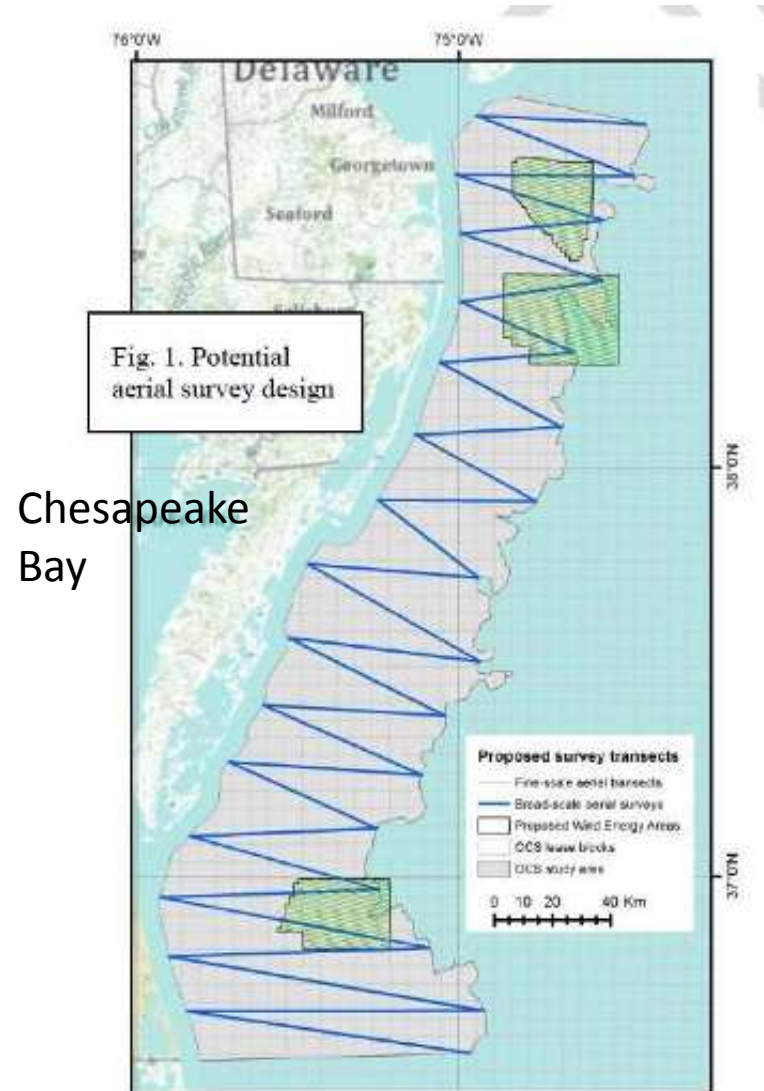 76°0'W
75°0'W
Delaware
Milford
Georgetown
Seaford
Salisbury
Fig. 1. Potential
aerial survey design
38°0'N
Chesapeake
Bay
Proposed survey transects
Fine-scale aerial transects
Broad-scale aerial surveys
Proposed Wind Energy Areas
OCS lease blocks
OCS study area
37°0'N
0 10 20 40 Km